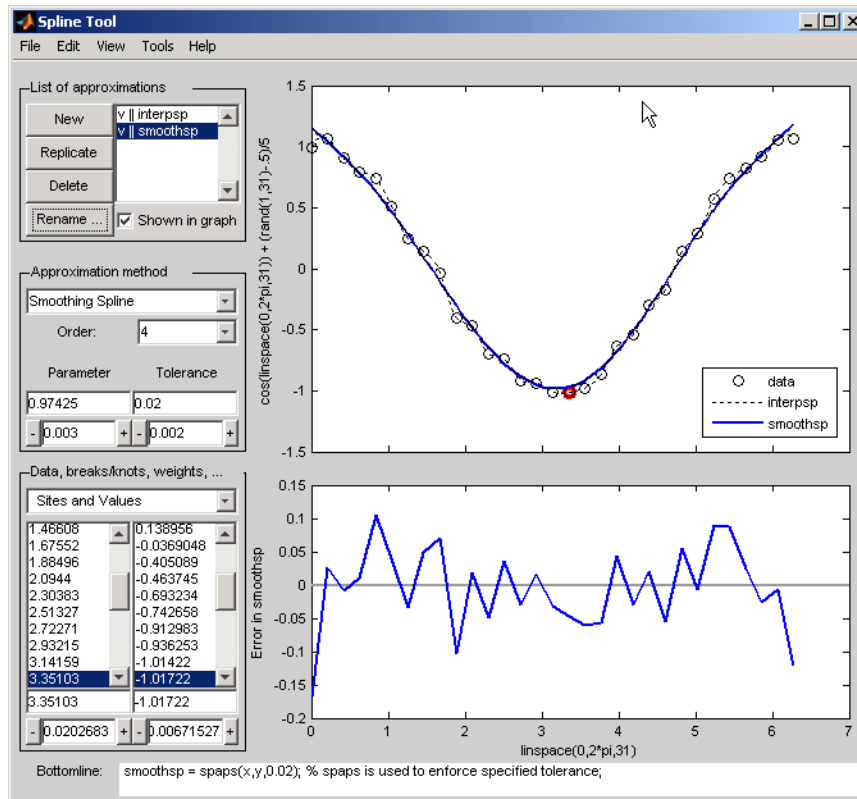 Spline Tool
File Edit View Tools Help
List of approximations
New
Replicate
Delete
Rename ...
v || interpsp
v || smoothsp
Shown in graph
Approximation method
Smoothing Spline
Order: 4
Parameter Tolerance
0.97425 0.02
- 0.003 + - 0.002 +
Data, breaks/knots, weights, ...
Sites and Values
1.46608 0.138956
1.67552 -0.0369048
1.88496 -0.405089
2.0944 -0.463745
2.30383 -0.693234
2.51327 -0.742658
2.72271 -0.912983
2.93215 -0.936253
3.14159 -1.01422
3.35103 -1.01722
3.35103 -1.01722
- 0.0202683 + - 0.00671527 +
cos(linspace(0,2*pi,31)) + (rand(1,31)-.5)/5
1.5
1
0.5
0
-0.5
-1
-1.5
0 1 2 3 4 5 6 7
data
interpsp
smoothsp
Error in smoothsp
0.15
0.1
0.05
0
-0.05
-0.1
-0.15
-0.2
0 1 2 3 4 5 6 7
linspace(0,2*pi,31)
Bottomline: smoothsp = spaps(x,y,0.02); % spaps is used to enforce specified tolerance;